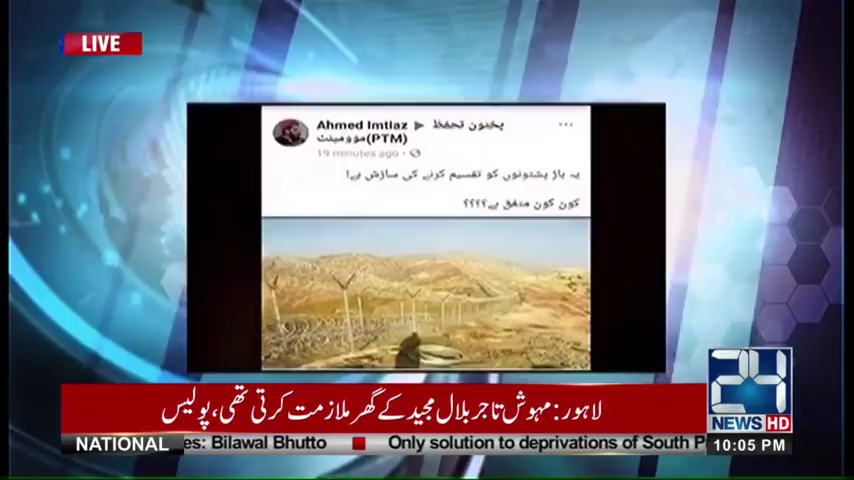 LIVE
Ahmed Imtiaz ▶ پختون تحفظ
موومینٹ(PTM)
19 minutes ago
یہ باڑ پشتونوں کو تقسیم کرنے کی سازش ہے!
کون کون متفق ہے؟؟؟؟
24
NEWS HD
لاہور: مہوش تاجر بلال مجید کے گھر ملازمت کرتی تھی، پولیس
NATIONAL
es: Bilawal Bhutto ■ Only solution to deprivations of South P
10:05 PM